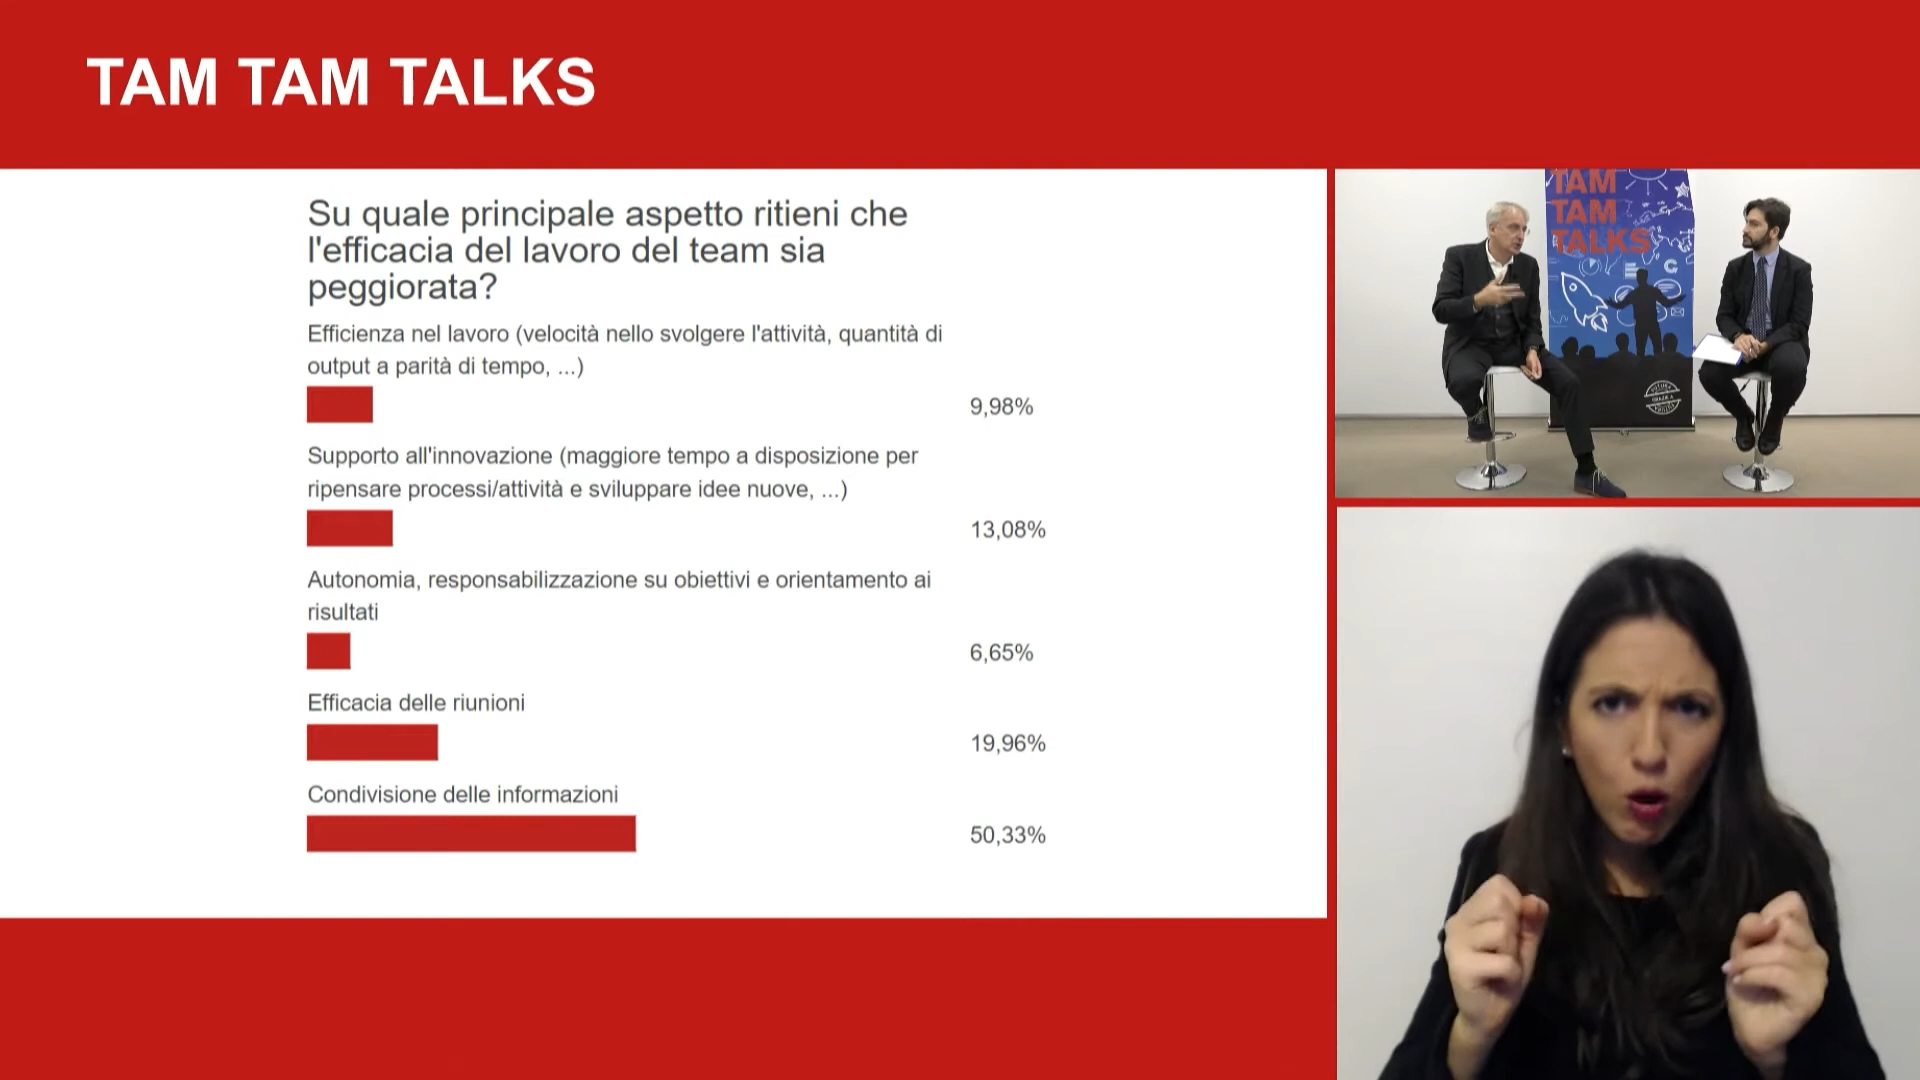 TAM TAM TALKS
Su quale principale aspetto ritieni che
l'efficacia del lavoro del team sia
peggiorata?
Efficienza nel lavoro (velocità nello svolgere l'attività, quantità di
output a parità di tempo, ...)
9,98%
Supporto all'innovazione (maggiore tempo a disposizione per
ripensare processi/attività e sviluppare idee nuove, ...)
13,08%
Autonomia, responsabilizzazione su obiettivi e orientamento ai
risultati
6,65%
Efficacia delle riunioni
19,96%
Condivisione delle informazioni
50,33%
TAM
TAM
TALKS